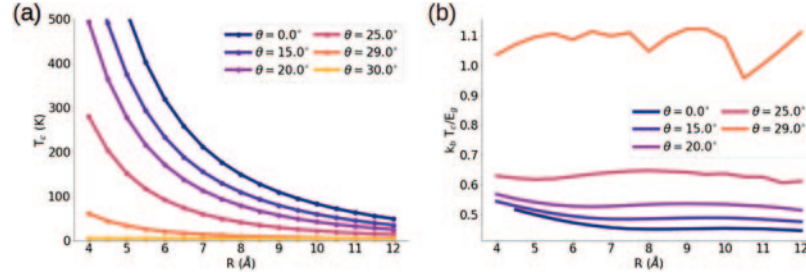 (a)
500
400
300
200
100
0
T_c (K)
θ = 0.0°
θ = 15.0°
θ = 20.0°
θ = 25.0°
θ = 29.0°
θ = 30.0°
4 5 6 7 8 9 10 11 12
R (Å)
(b)
1.1
1.0
0.9
0.8
0.7
0.6
0.5
k_b T_c/E_g
θ = 0.0°
θ = 15.0°
θ = 20.0°
θ = 25.0°
θ = 29.0°
4 5 6 7 8 9 10 11 12
R (Å)